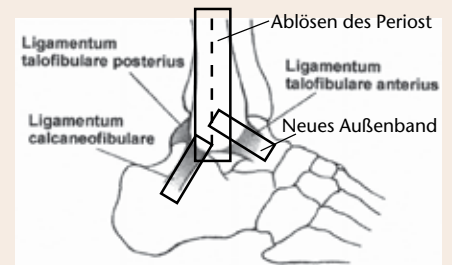 Ablösen des Periost
Ligamentum
talofibulare posterius
Ligamentum
talofibulare anterius
Ligamentum
calcaneofibulare
Neues Außenband